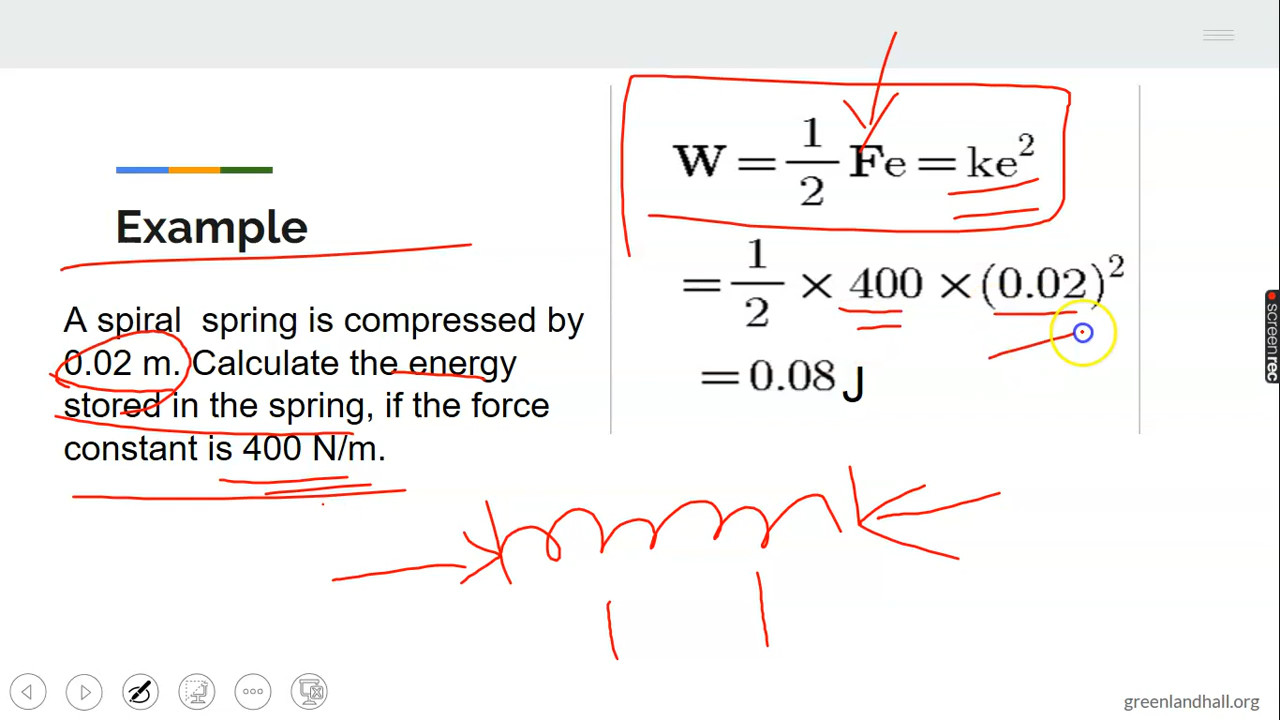 Example
A spiral spring is compressed by
0.02 m. Calculate the energy
stored in the spring, if the force
constant is 400 N/m.
W = 1/2 Fe = ke²
= 1/2 × 400 × (0.02)²
= 0.08 J
screenrec
greenlandhall.org